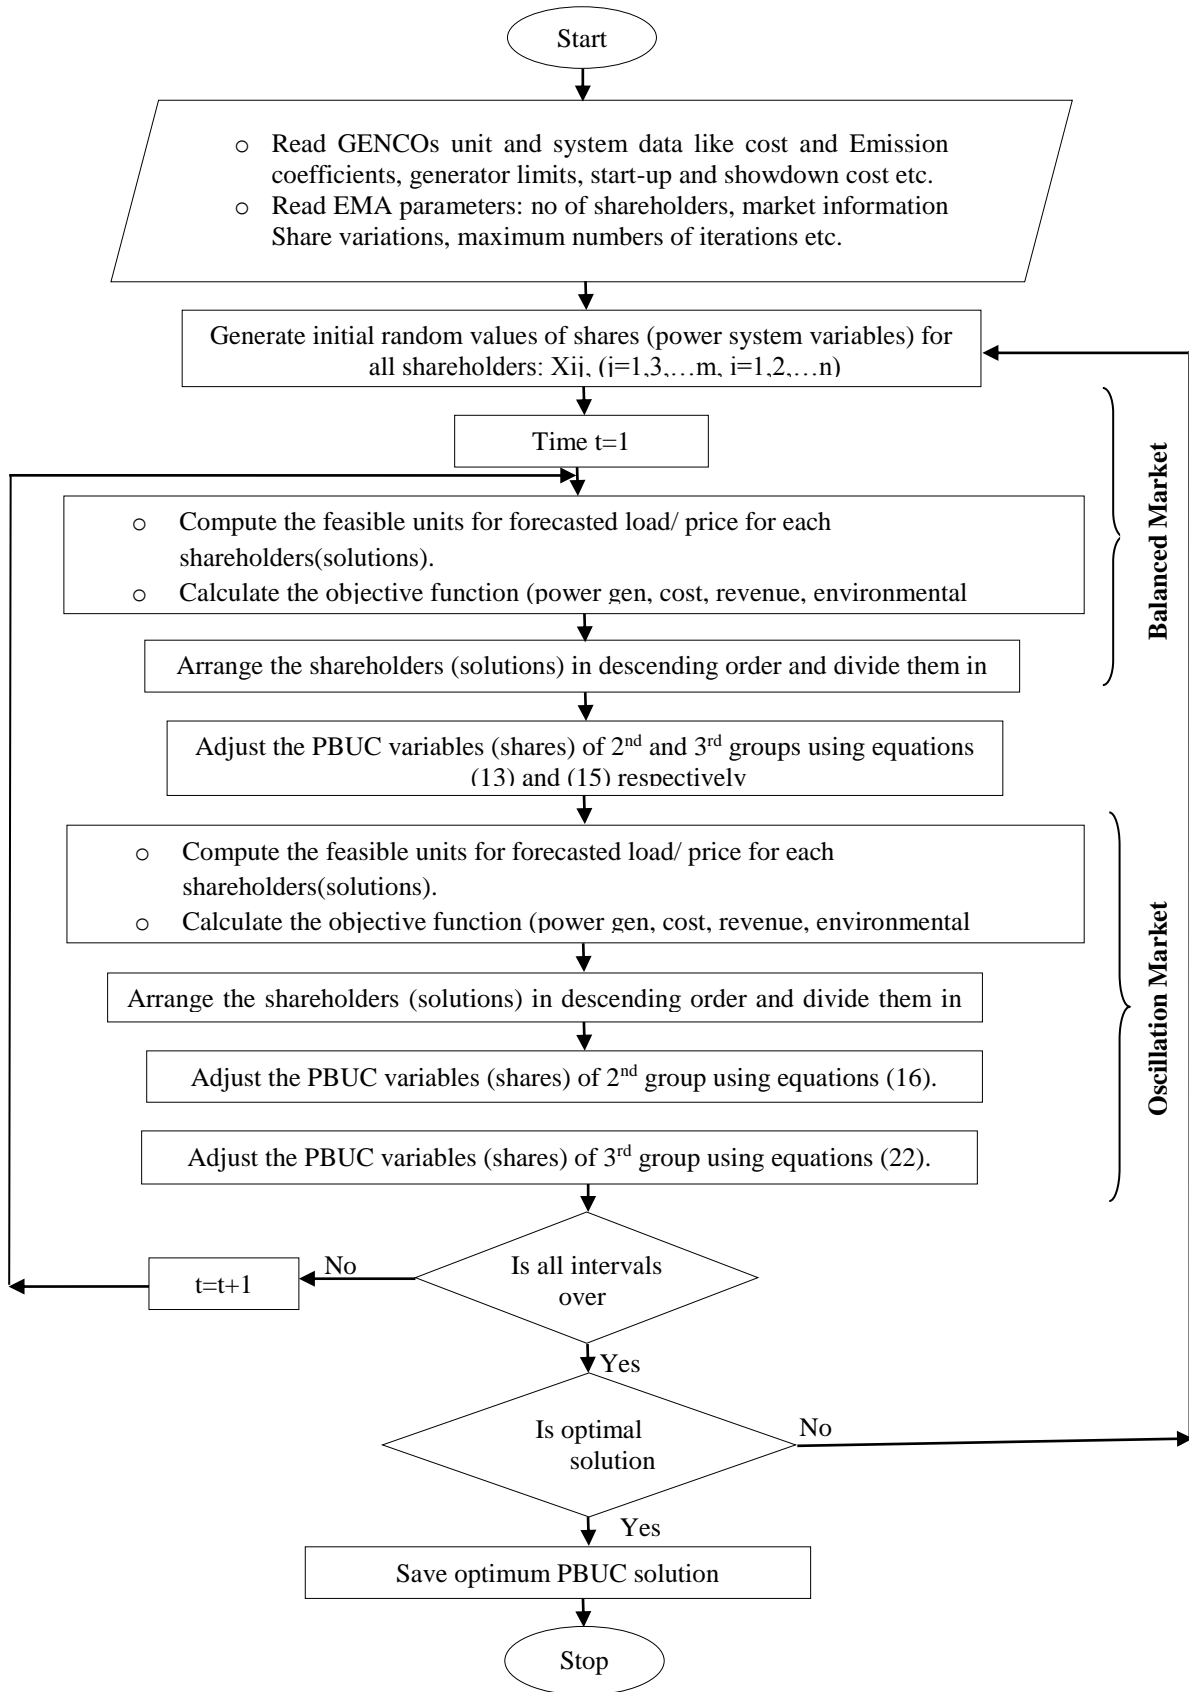 Start
o Read GENCOs unit and system data like cost and Emission
coefficients, generator limits, start-up and showdown cost etc.
o Read EMA parameters: no of shareholders, market information
Share variations, maximum numbers of iterations etc.
Generate initial random values of shares (power system variables) for
all shareholders: Xij, (j=1,3,…m, i=1,2,…n)
Time t=1
o Compute the feasible units for forecasted load/ price for each
shareholders(solutions).
o Calculate the objective function (power gen, cost, revenue, environmental
Arrange the shareholders (solutions) in descending order and divide them in
Balanced Market
Adjust the PBUC variables (shares) of 2nd and 3rd groups using equations
(13) and (15) respectively
o Compute the feasible units for forecasted load/ price for each
shareholders(solutions).
o Calculate the objective function (power gen, cost, revenue, environmental
Arrange the shareholders (solutions) in descending order and divide them in
Adjust the PBUC variables (shares) of 2nd group using equations (16).
Adjust the PBUC variables (shares) of 3rd group using equations (22).
Oscillation Market
Is all intervals
over
No
t=t+1
Yes
Is optimal
solution
No
Yes
Save optimum PBUC solution
Stop